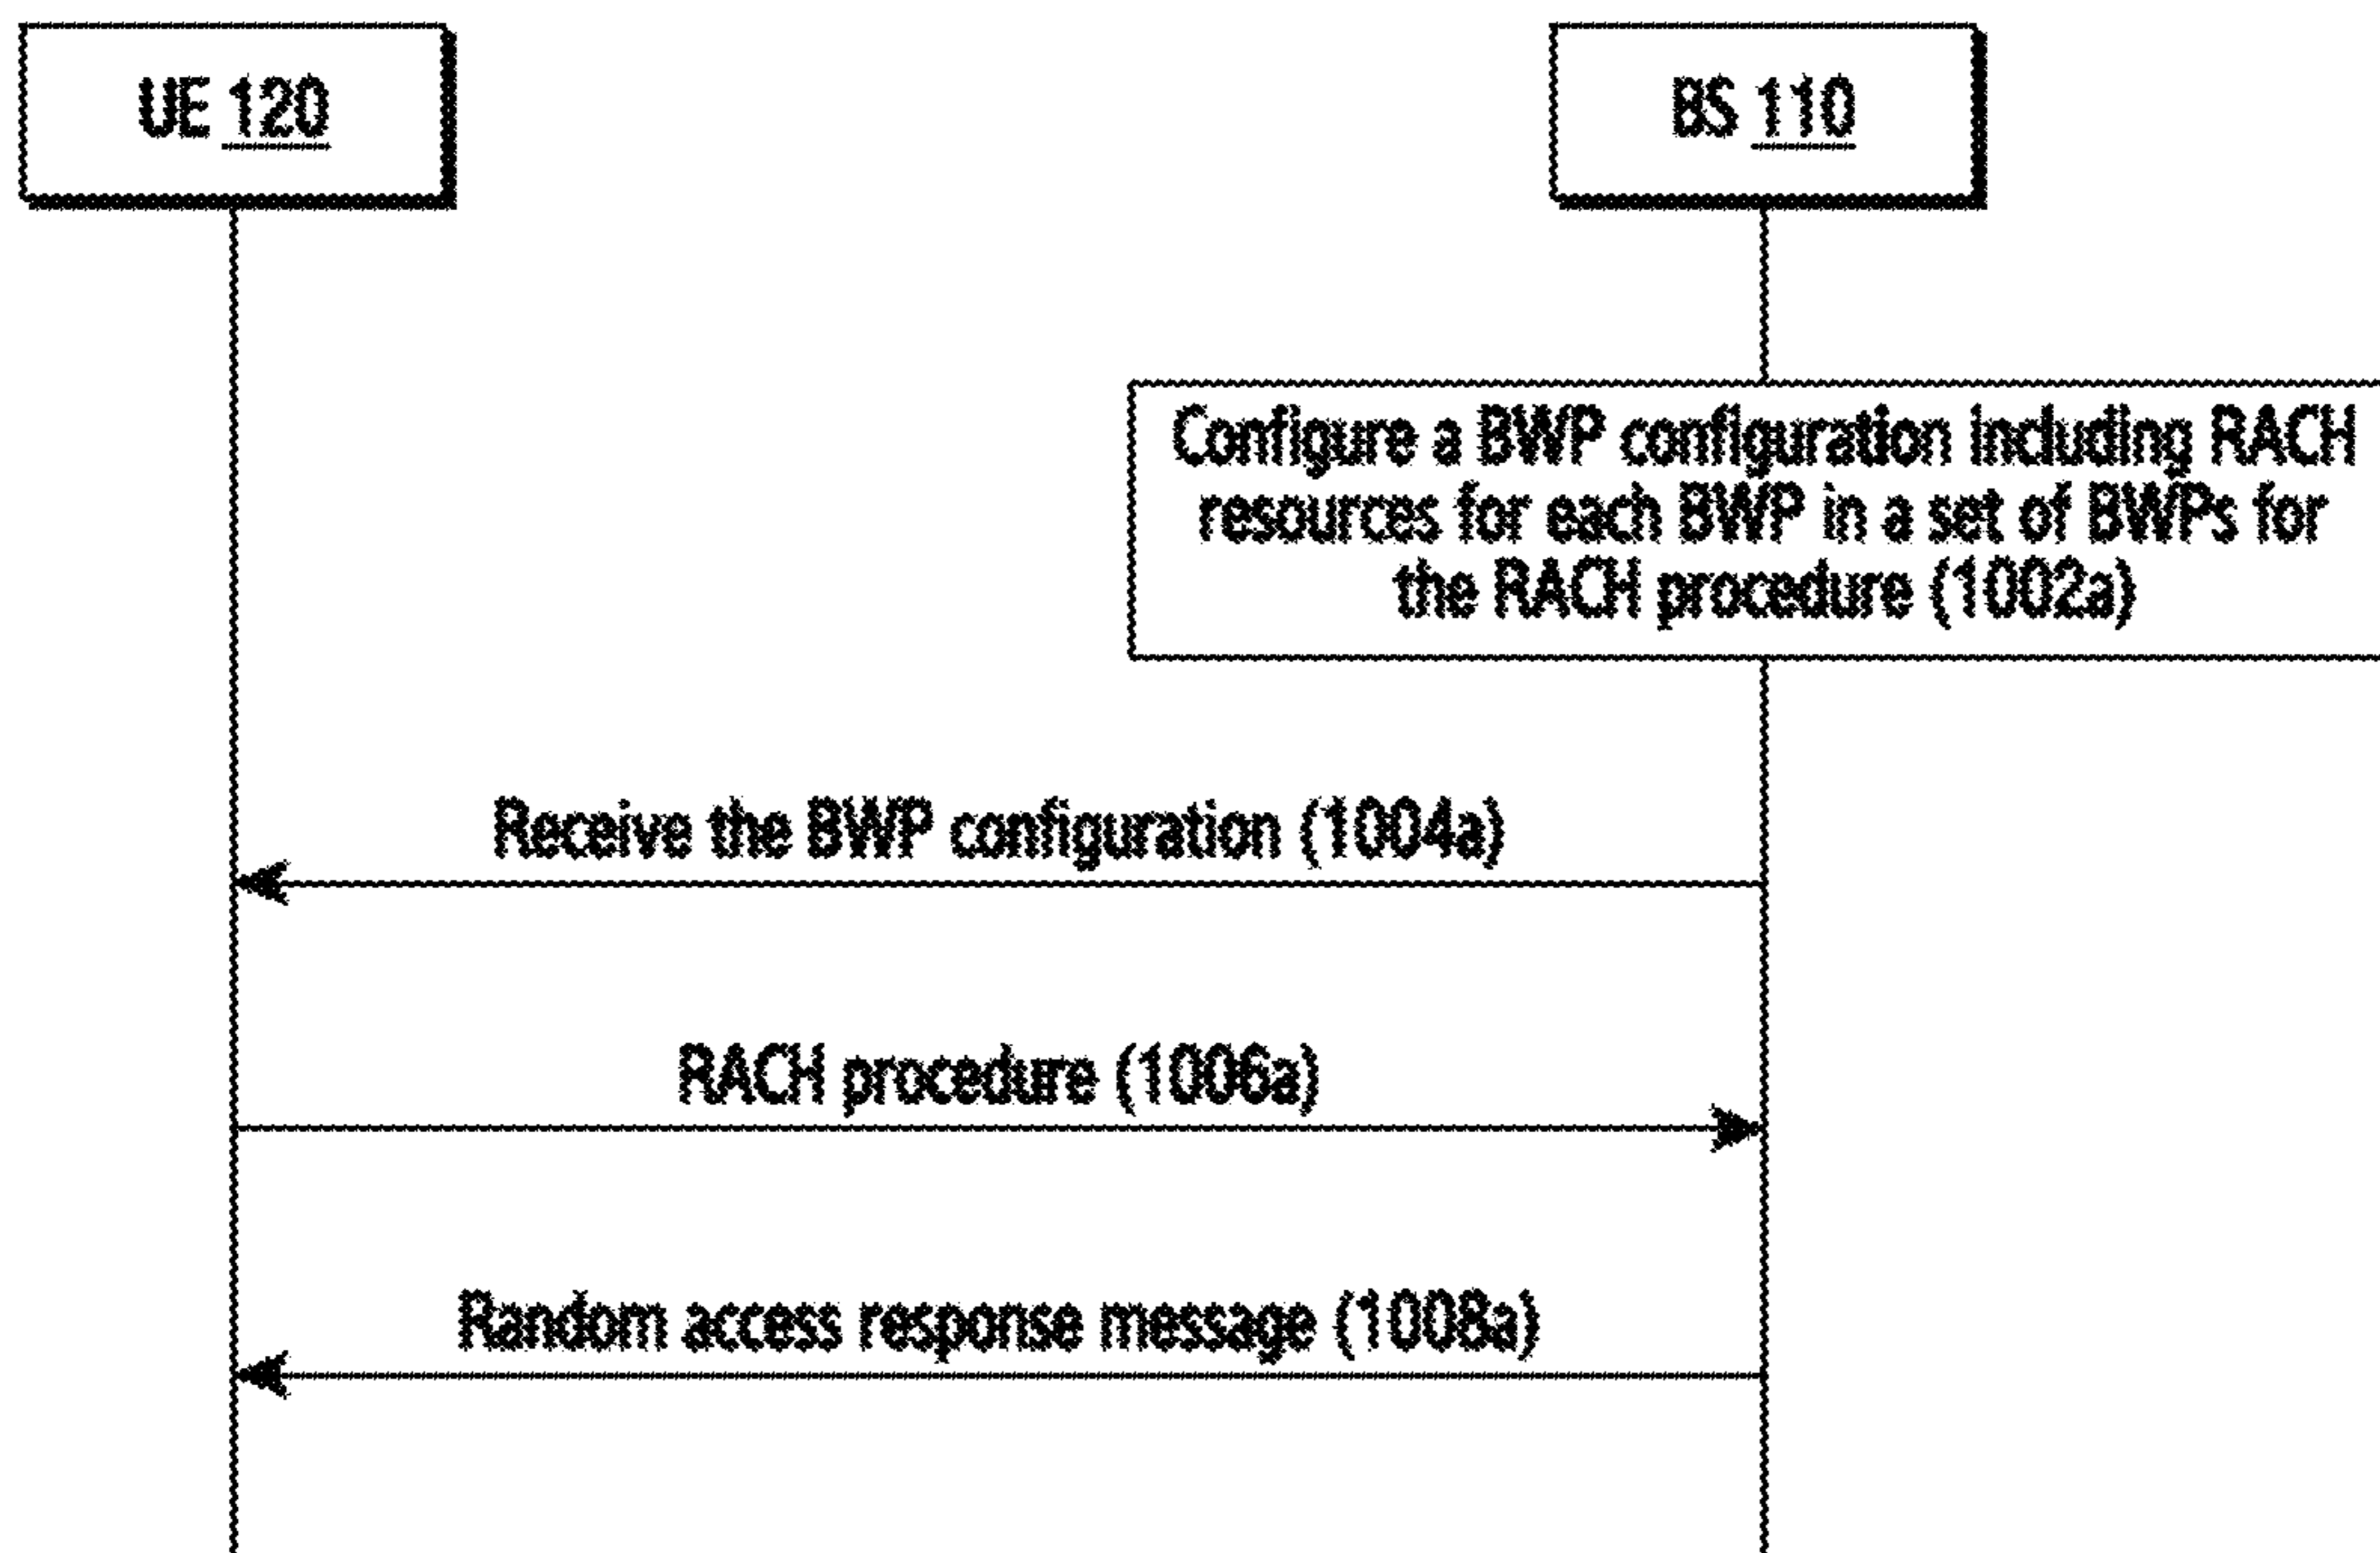 UE 120
BS 110
Configure a BWP configuration including RACH
resources for each BWP in a set of BWPs for
the RACH procedure (1002a)
Receive the BWP configuration (1004a)
RACH procedure (1006a)
Random access response message (1008a)